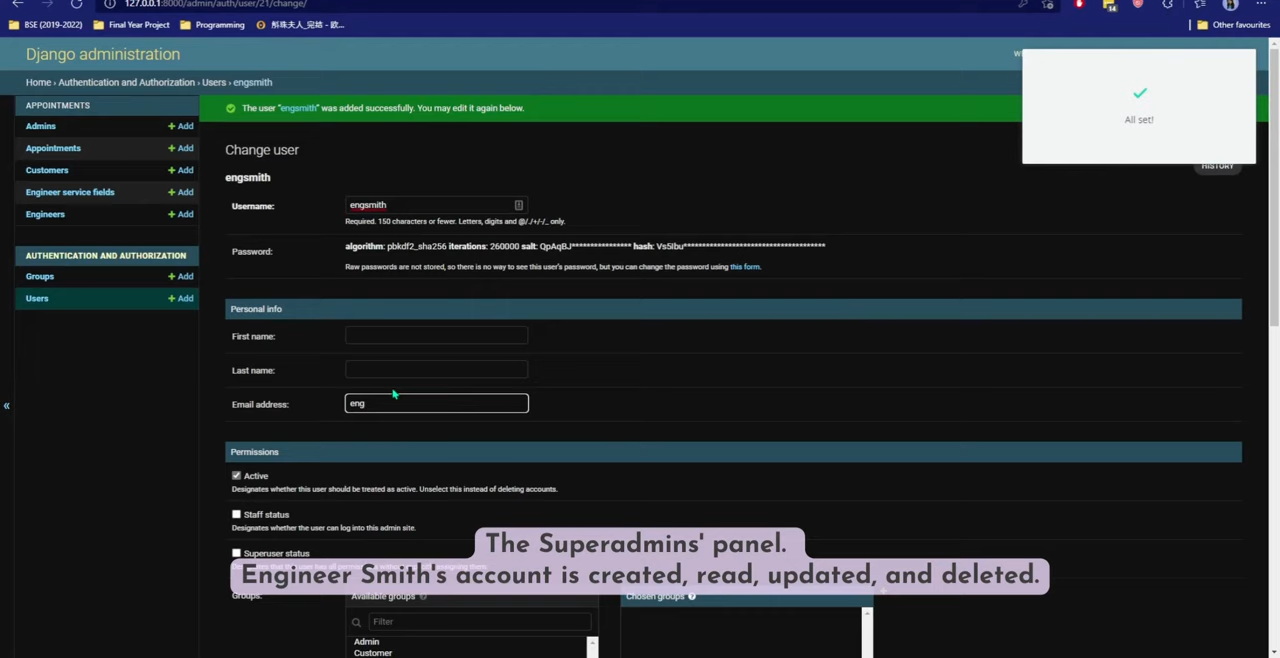 127.0.0.1:8000/admin/auth/user/21/change/
14
BSE (2019-2022) Final Year Project Programming Other favourites
Django administration
Home › Authentication and Authorization › Users › engsmith
All set!
HISTORY
APPOINTMENTS
Admins + Add
Appointments + Add
Customers + Add
Engineer service fields + Add
Engineers + Add
AUTHENTICATION AND AUTHORIZATION
Groups + Add
Users + Add
«
The user “engsmith” was added successfully. You may edit it again below.
Change user
engsmith
Username: engsmith
Required. 150 characters or fewer. Letters, digits and @/./+/-/_ only.
Password: algorithm: pbkdf2_sha256 iterations: 260000 salt: QpAqBJ**************** hash: Vs5Ibu**************************************
Raw passwords are not stored, so there is no way to see this user's password, but you can change the password using this form.
Personal info
First name:
Last name:
Email address: eng
Permissions
Active
Designates whether this user should be treated as active. Unselect this instead of deleting accounts.
Staff status
Designates whether the user can log into this admin site.
Superuser status
The Superadmins' panel.
Engineer Smith's account is created, read, updated, and deleted.
Groups: Available groups Chosen groups
Filter
Admin
Customer